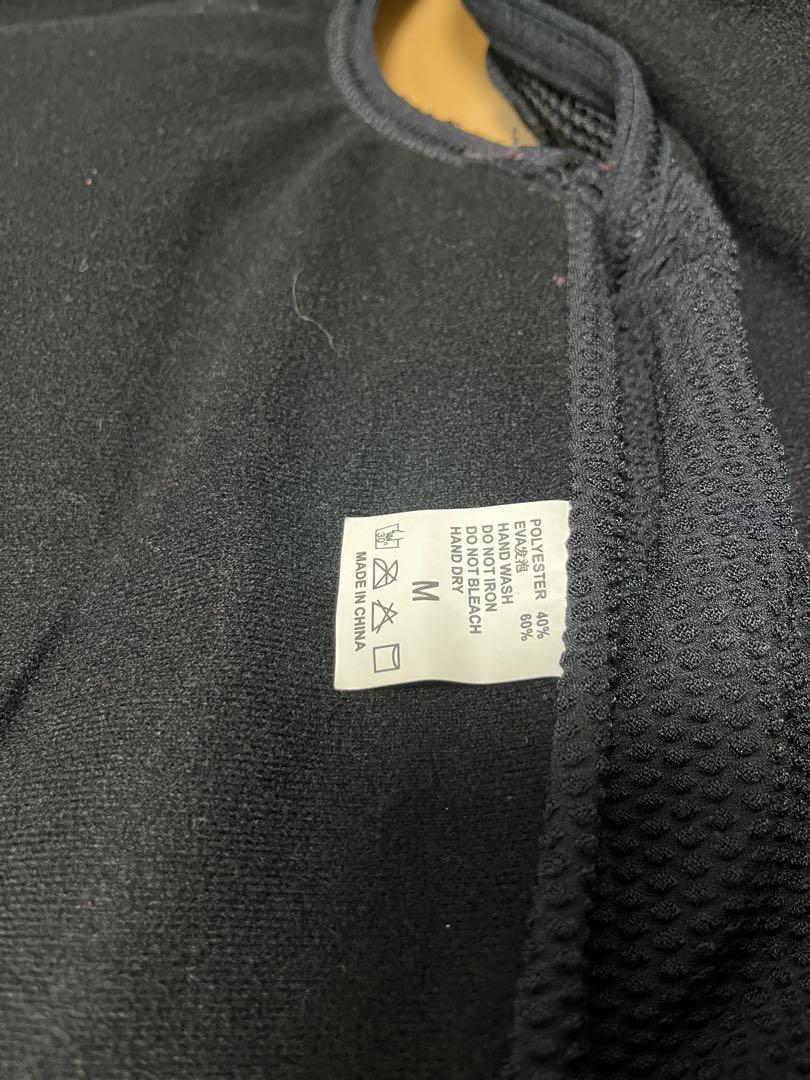 POLYESTER 40%
EVA发泡 60%
HAND WASH
DO NOT IRON
DO NOT BLEACH
HAND DRY
M
30°
MADE IN CHINA